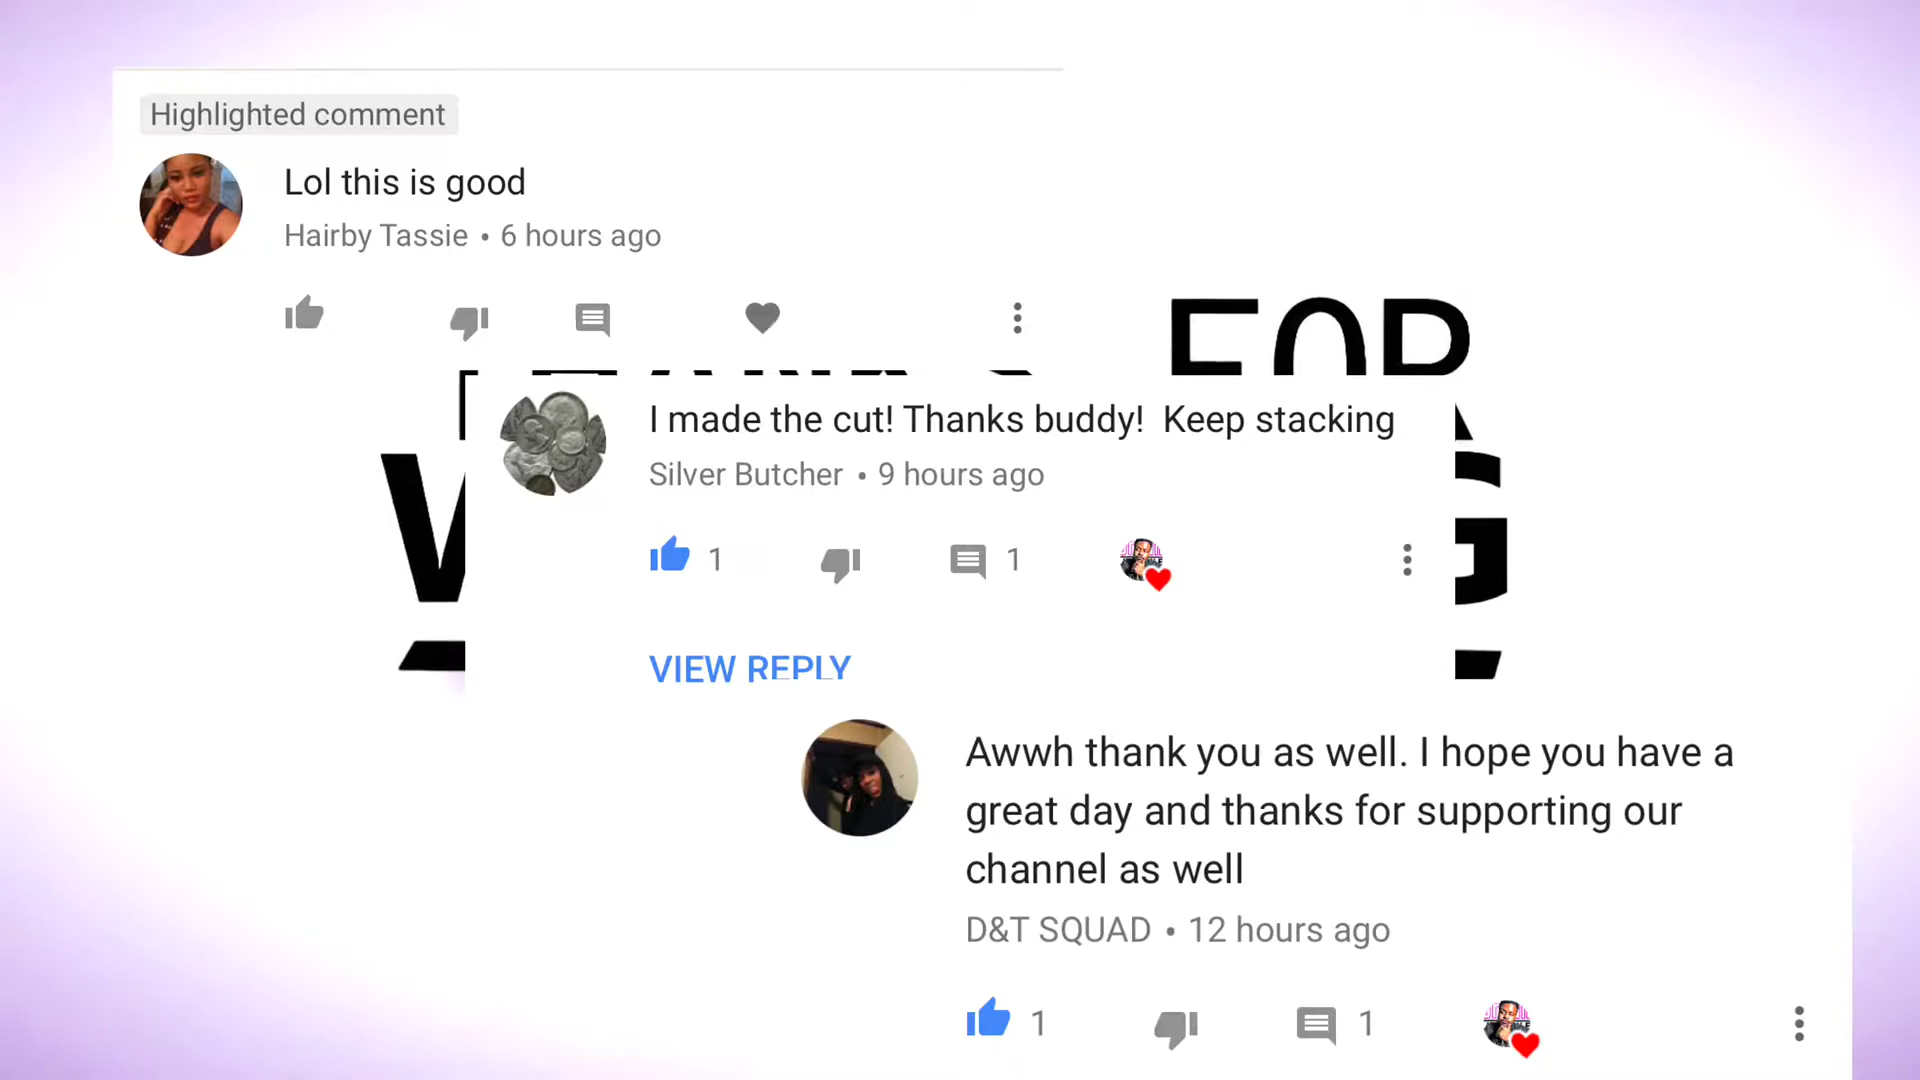 Highlighted comment
Lol this is good
Hairby Tassie • 6 hours ago
FOR
I made the cut! Thanks buddy!  Keep stacking
Silver Butcher • 9 hours ago
1
1
VIEW REPLY
Awwh thank you as well. I hope you have a
great day and thanks for supporting our
channel as well
D&T SQUAD • 12 hours ago
1
1